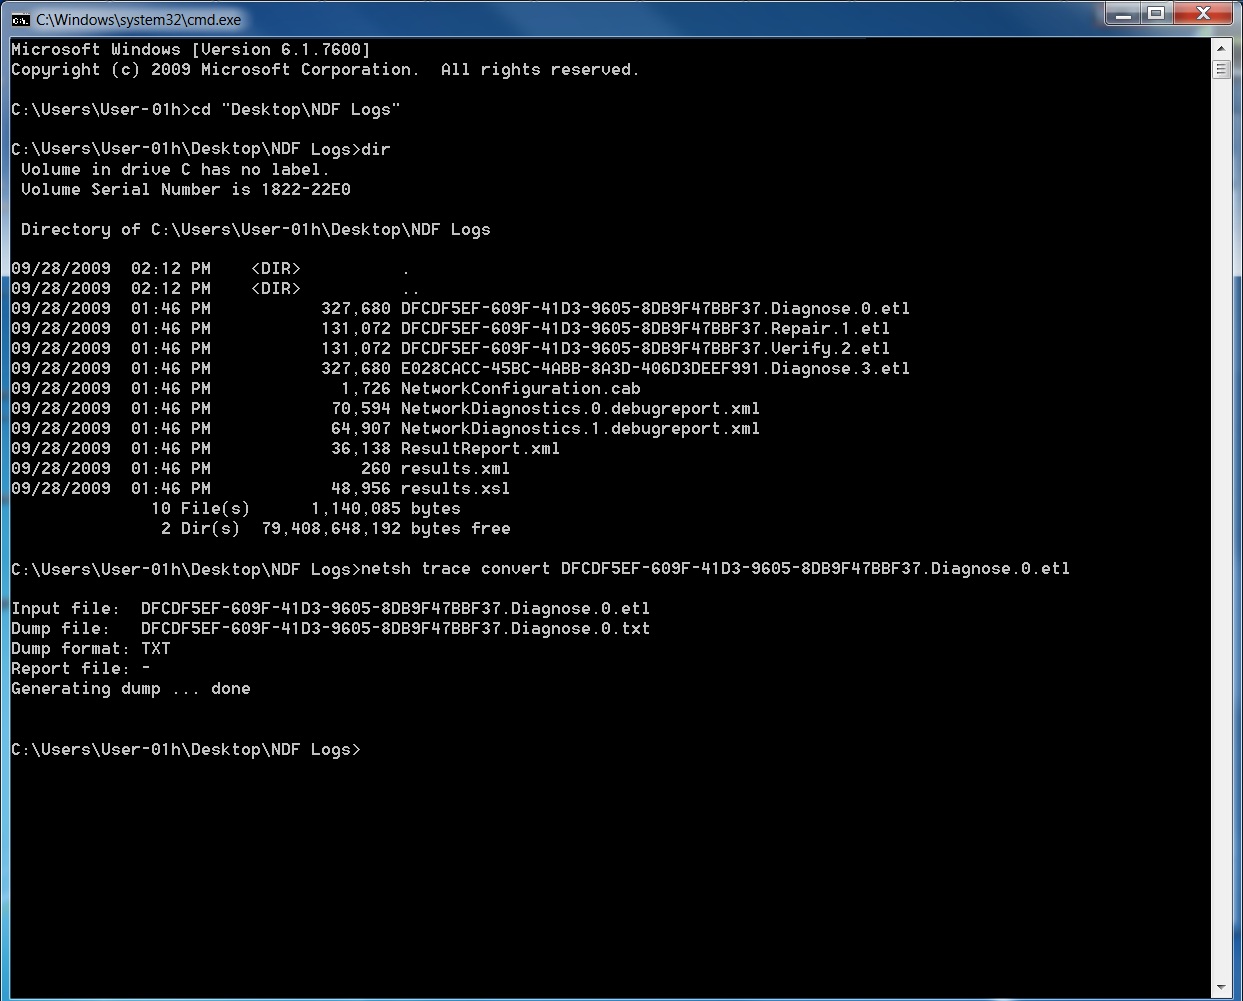 C:\Windows\system32\cmd.exe
Microsoft Windows [Version 6.1.7600]
Copyright (c) 2009 Microsoft Corporation.  All rights reserved.
C:\Users\User-01h>cd "Desktop\NDF Logs"
C:\Users\User-01h\Desktop\NDF Logs>dir
 Volume in drive C has no label.
 Volume Serial Number is 1822-22E0
 Directory of C:\Users\User-01h\Desktop\NDF Logs
09/28/2009  02:12 PM    <DIR>          .
09/28/2009  02:12 PM    <DIR>          ..
09/28/2009  01:46 PM           327,680 DFCDF5EF-609F-41D3-9605-8DB9F47BBF37.Diagnose.0.etl
09/28/2009  01:46 PM           131,072 DFCDF5EF-609F-41D3-9605-8DB9F47BBF37.Repair.1.etl
09/28/2009  01:46 PM           131,072 DFCDF5EF-609F-41D3-9605-8DB9F47BBF37.Verify.2.etl
09/28/2009  01:46 PM           327,680 E028CACC-45BC-4ABB-8A3D-406D3DEEF991.Diagnose.3.etl
09/28/2009  01:46 PM             1,726 NetworkConfiguration.cab
09/28/2009  01:46 PM            70,594 NetworkDiagnostics.0.debugreport.xml
09/28/2009  01:46 PM            64,907 NetworkDiagnostics.1.debugreport.xml
09/28/2009  01:46 PM            36,138 ResultReport.xml
09/28/2009  01:46 PM               260 results.xml
09/28/2009  01:46 PM            48,956 results.xsl
              10 File(s)      1,140,085 bytes
               2 Dir(s)  79,408,648,192 bytes free
C:\Users\User-01h\Desktop\NDF Logs>netsh trace convert DFCDF5EF-609F-41D3-9605-8DB9F47BBF37.Diagnose.0.etl
Input file:  DFCDF5EF-609F-41D3-9605-8DB9F47BBF37.Diagnose.0.etl
Dump file:   DFCDF5EF-609F-41D3-9605-8DB9F47BBF37.Diagnose.0.txt
Dump format: TXT
Report file: -
Generating dump ... done
C:\Users\User-01h\Desktop\NDF Logs>